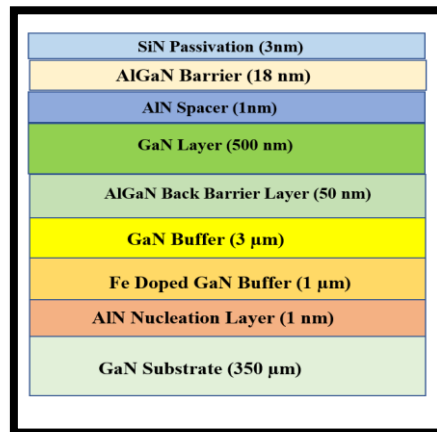 SiN Passivation (3nm)
AlGaN Barrier (18 nm)
AlN Spacer (1nm)
GaN Layer (500 nm)
AlGaN Back Barrier Layer (50 nm)
GaN Buffer (3 µm)
Fe Doped GaN Buffer (1 µm)
AlN Nucleation Layer (1 nm)
GaN Substrate (350 µm)